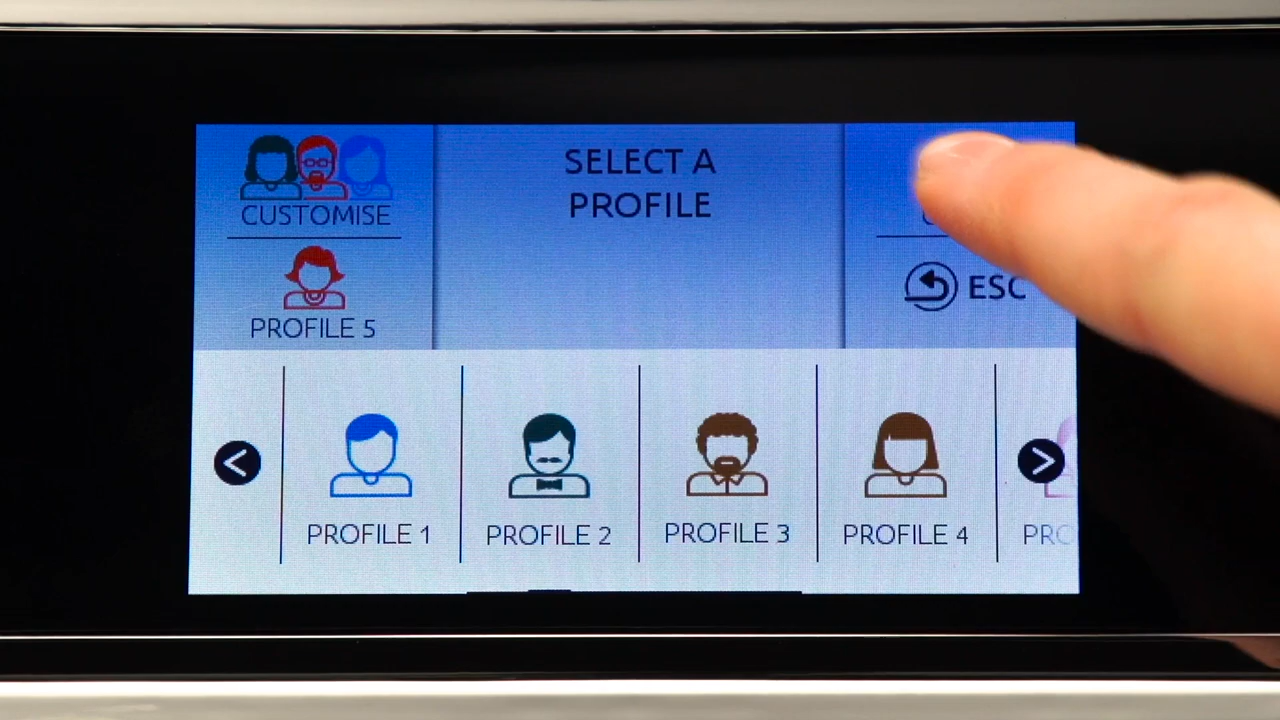 CUSTOMISE
PROFILE 5
SELECT A
PROFILE
ESC
PROFILE 1
PROFILE 2
PROFILE 3
PROFILE 4